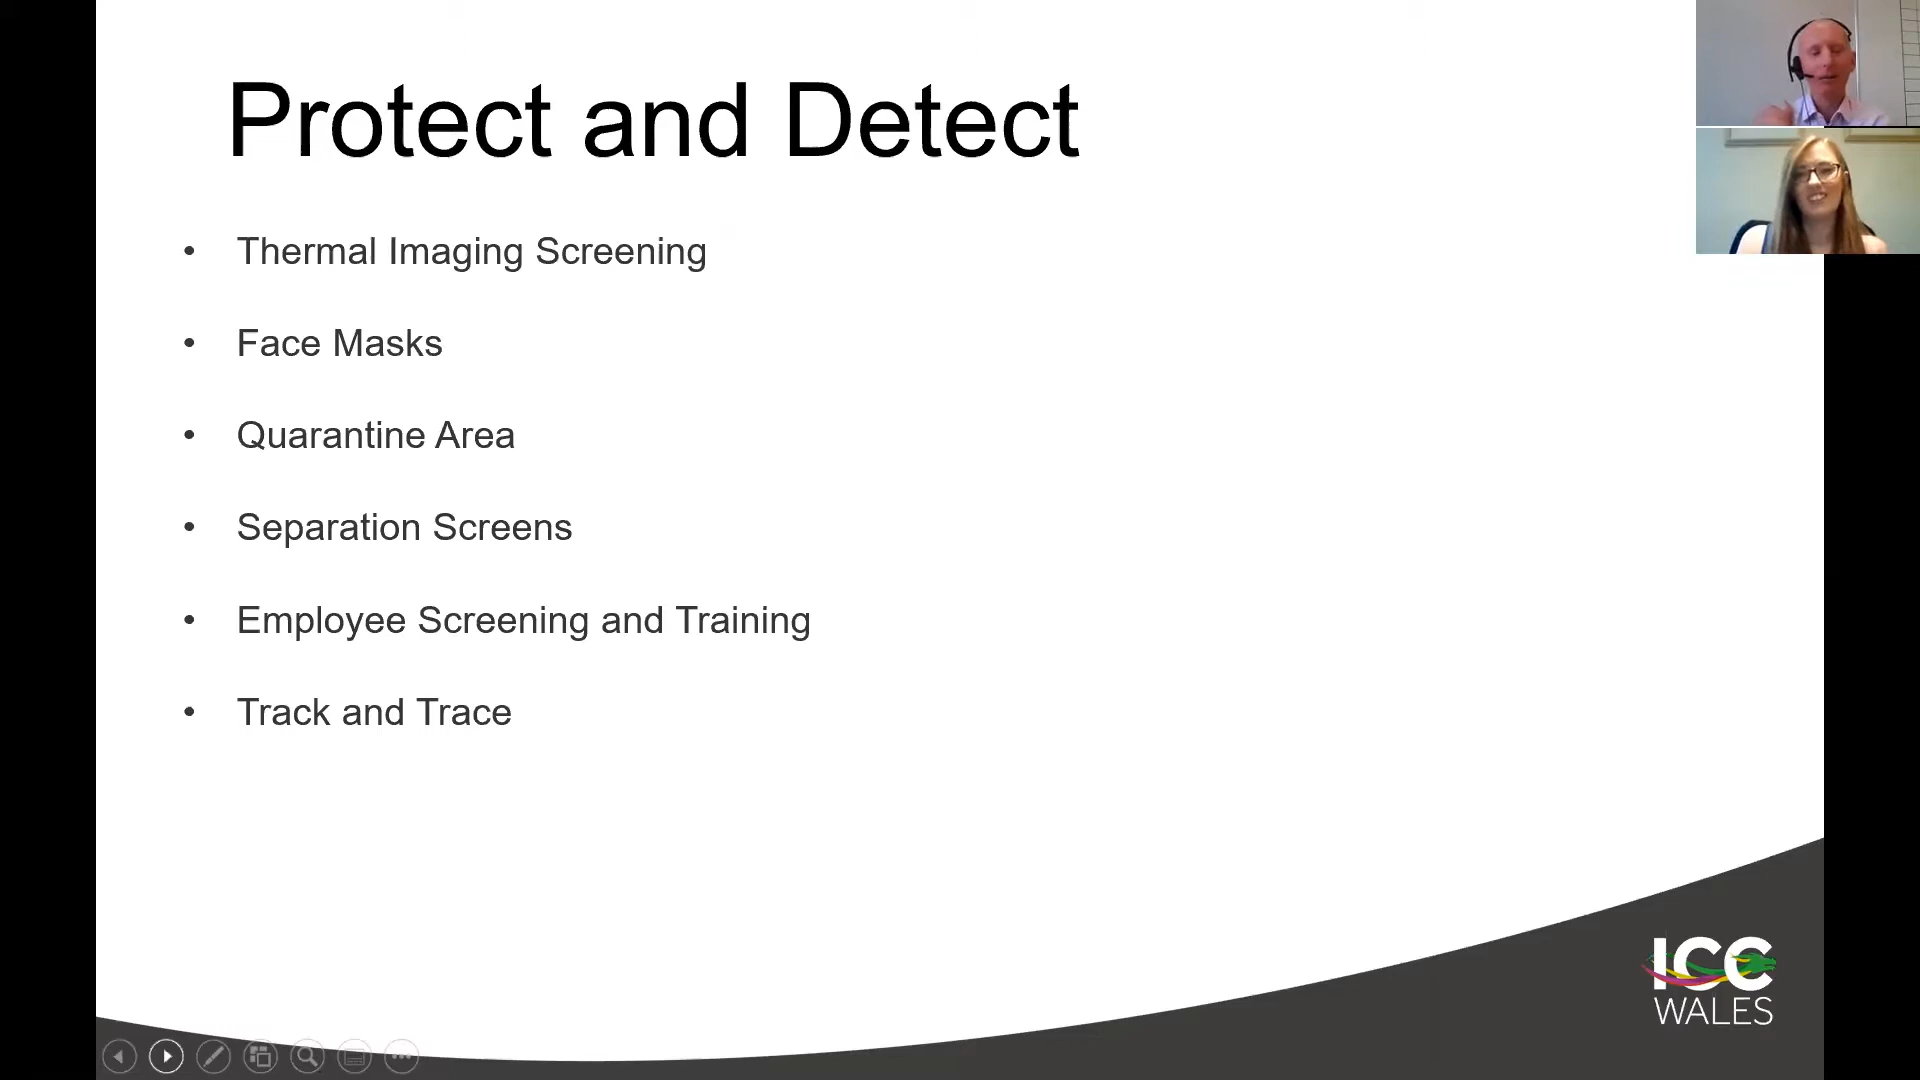 Protect and Detect
• Thermal Imaging Screening
• Face Masks
• Quarantine Area
• Separation Screens
• Employee Screening and Training
• Track and Trace
ICC
WALES